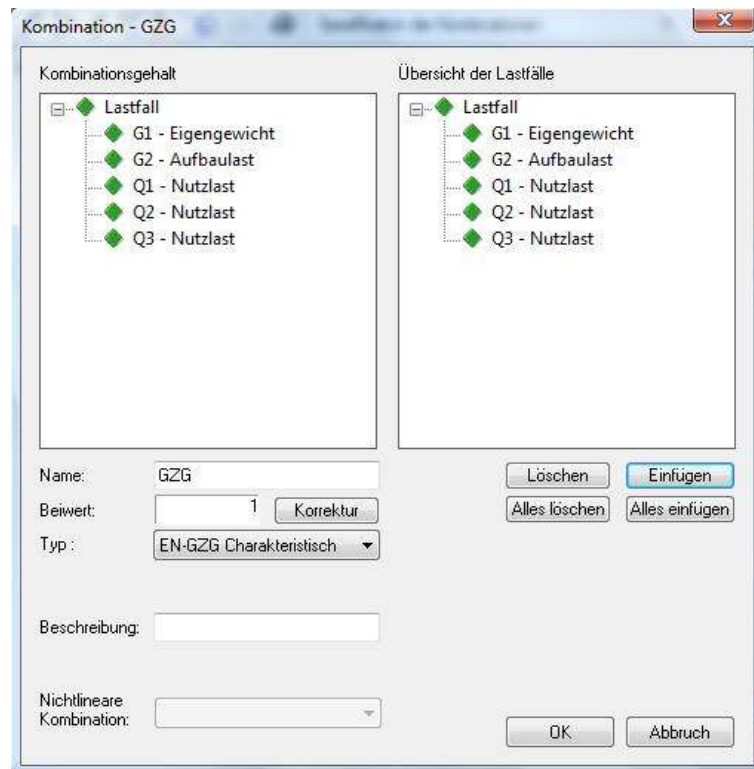 Kombination - GZG
Kombinationsgehalt
Lastfall
G1 - Eigengewicht
G2 - Aufbaulast
Q1 - Nutzlast
Q2 - Nutzlast
Q3 - Nutzlast
Übersicht der Lastfälle
Lastfall
G1 - Eigengewicht
G2 - Aufbaulast
Q1 - Nutzlast
Q2 - Nutzlast
Q3 - Nutzlast
Name: GZG
Beiwert: 1 Korrektur
Typ : EN-GZG Charakteristisch
Löschen Einfügen
Alles löschen Alles einfügen
Beschreibung:
Nichtlineare
Kombination:
OK Abbruch